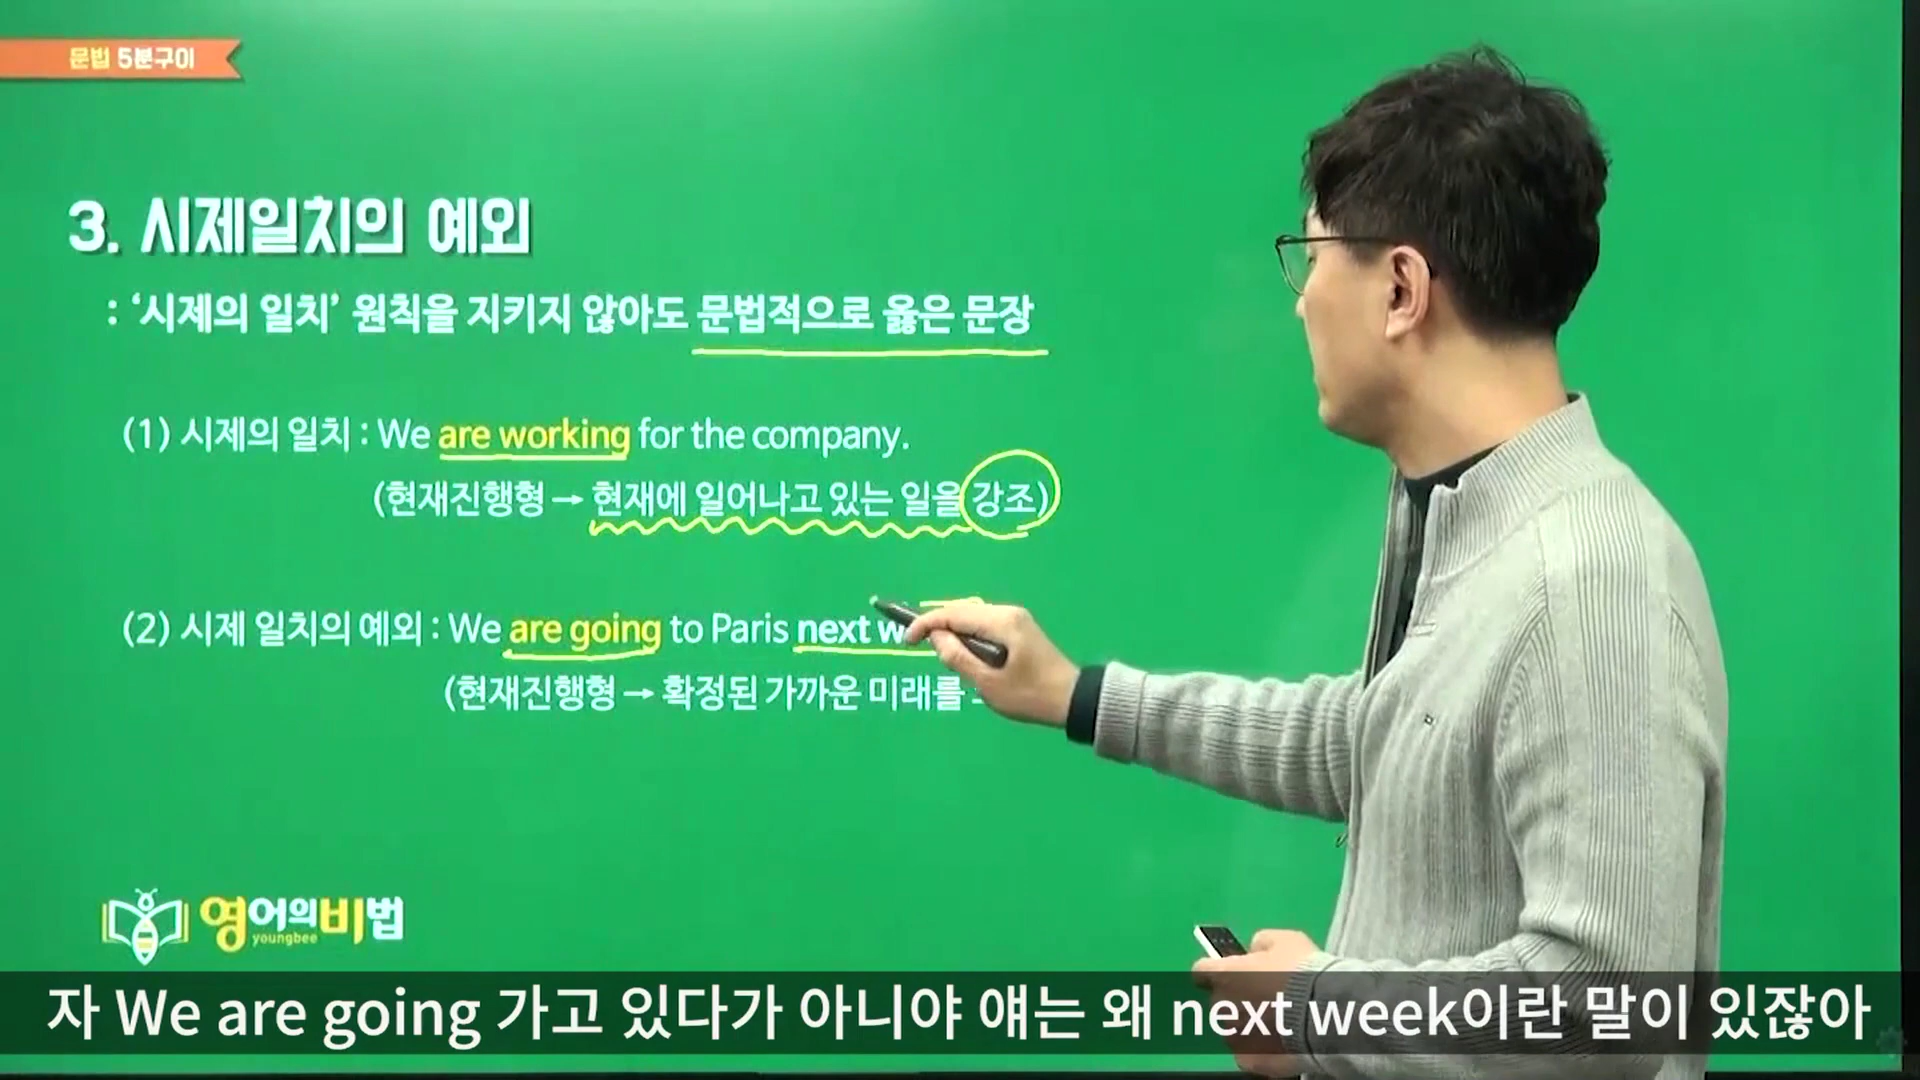 문법 5분구이
3. 시제일치의 예외
: ‘시제의 일치’ 원칙을 지키지 않아도 문법적으로 옳은 문장
(1) 시제의 일치 : We are working for the company.
(현재진행형 → 현재에 일어나고 있는 일을 강조)
(2) 시제 일치의 예외 : We are going to Paris next
(현재진행형 → 확정된 가까운 미래를
영어의비법
youngbee
자 We are going 가고 있다가 아니야 얘는 왜 next week이란 말이 있잖아